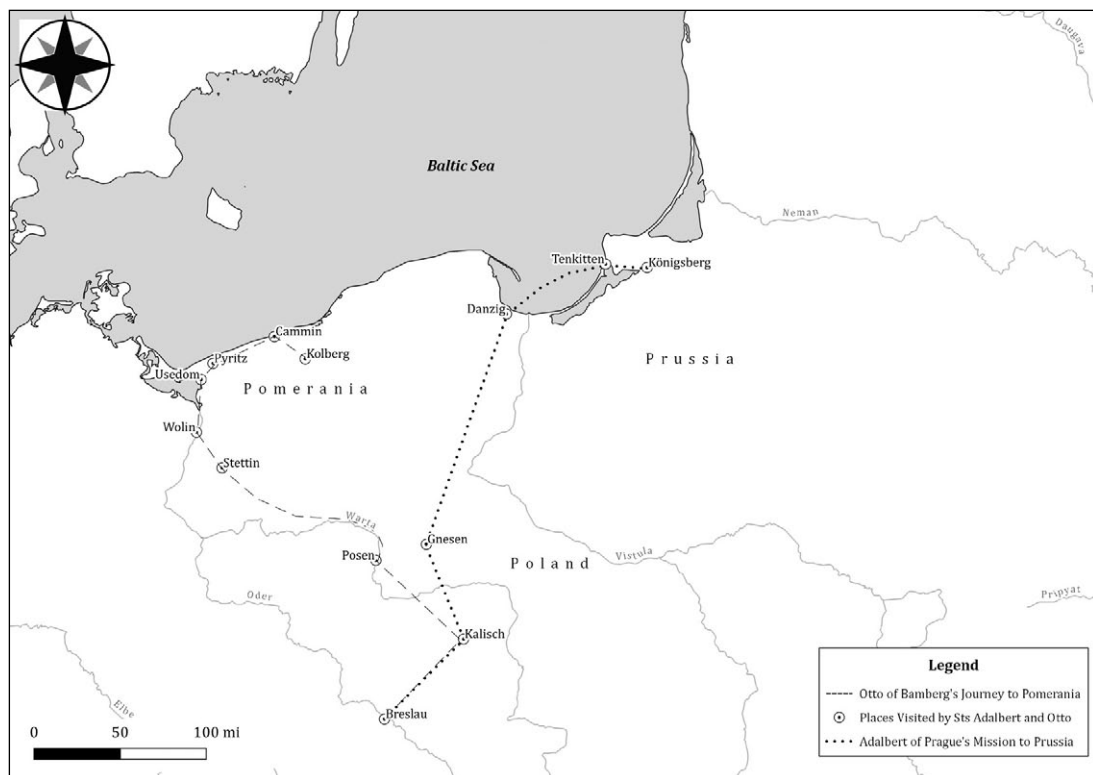 Daugava
Baltic Sea
Neman
Tenkitten
Königsberg
Danzig
Cammin
Pyritz
Kolberg
Usedom
Pomerania
Prussia
Wolin
Stettin
Warta
Gnesen
Posen
Poland
Vistula
Oder
Pripyat
Kalisch
Breslau
Elbe
0 50 100 mi
Legend
Otto of Bamberg's Journey to Pomerania
Places Visited by Sts Adalbert and Otto
Adalbert of Prague's Mission to Prussia